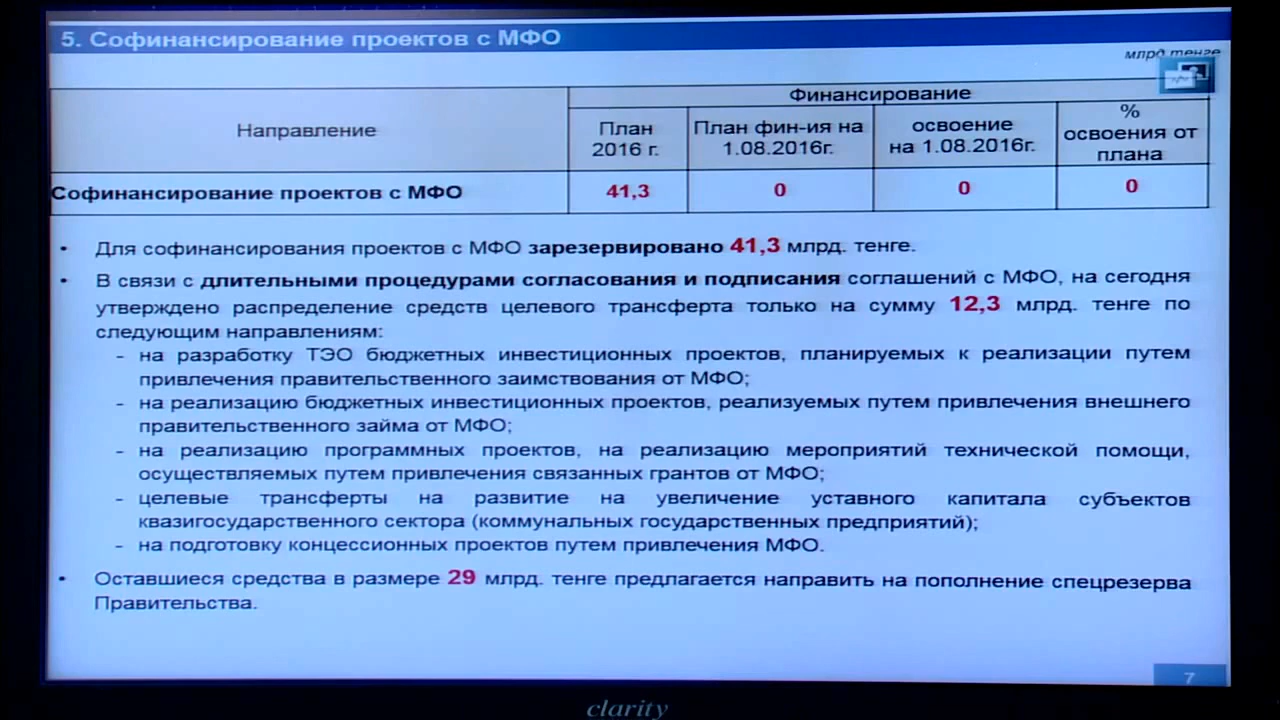 5. Софинансирование проектов с МФО
млрд тенге
Направление
Финансирование
План
2016 г.
План фин-ия на
1.08.2016г.
освоение
на 1.08.2016г.
%
освоения от
плана
Софинансирование проектов с МФО
41,3
0
0
0
• Для софинансирования проектов с МФО зарезервировано 41,3 млрд. тенге.
• В связи с длительными процедурами согласования и подписания соглашений с МФО, на сегодня
утверждено распределение средств целевого трансферта только на сумму 12,3 млрд. тенге по
следующим направлениям:
- на разработку ТЭО бюджетных инвестиционных проектов, планируемых к реализации путем
привлечения правительственного заимствования от МФО;
- на реализацию бюджетных инвестиционных проектов, реализуемых путем привлечения внешнего
правительственного займа от МФО;
- на реализацию программных проектов, на реализацию мероприятий технической помощи,
осуществляемых путем привлечения связанных грантов от МФО;
- целевые трансферты на развитие на увеличение уставного капитала субъектов
квазигосударственного сектора (коммунальных государственных предприятий);
- на подготовку концессионных проектов путем привлечения МФО.
• Оставшиеся средства в размере 29 млрд. тенге предлагается направить на пополнение спецрезерва
Правительства.
7
clarity